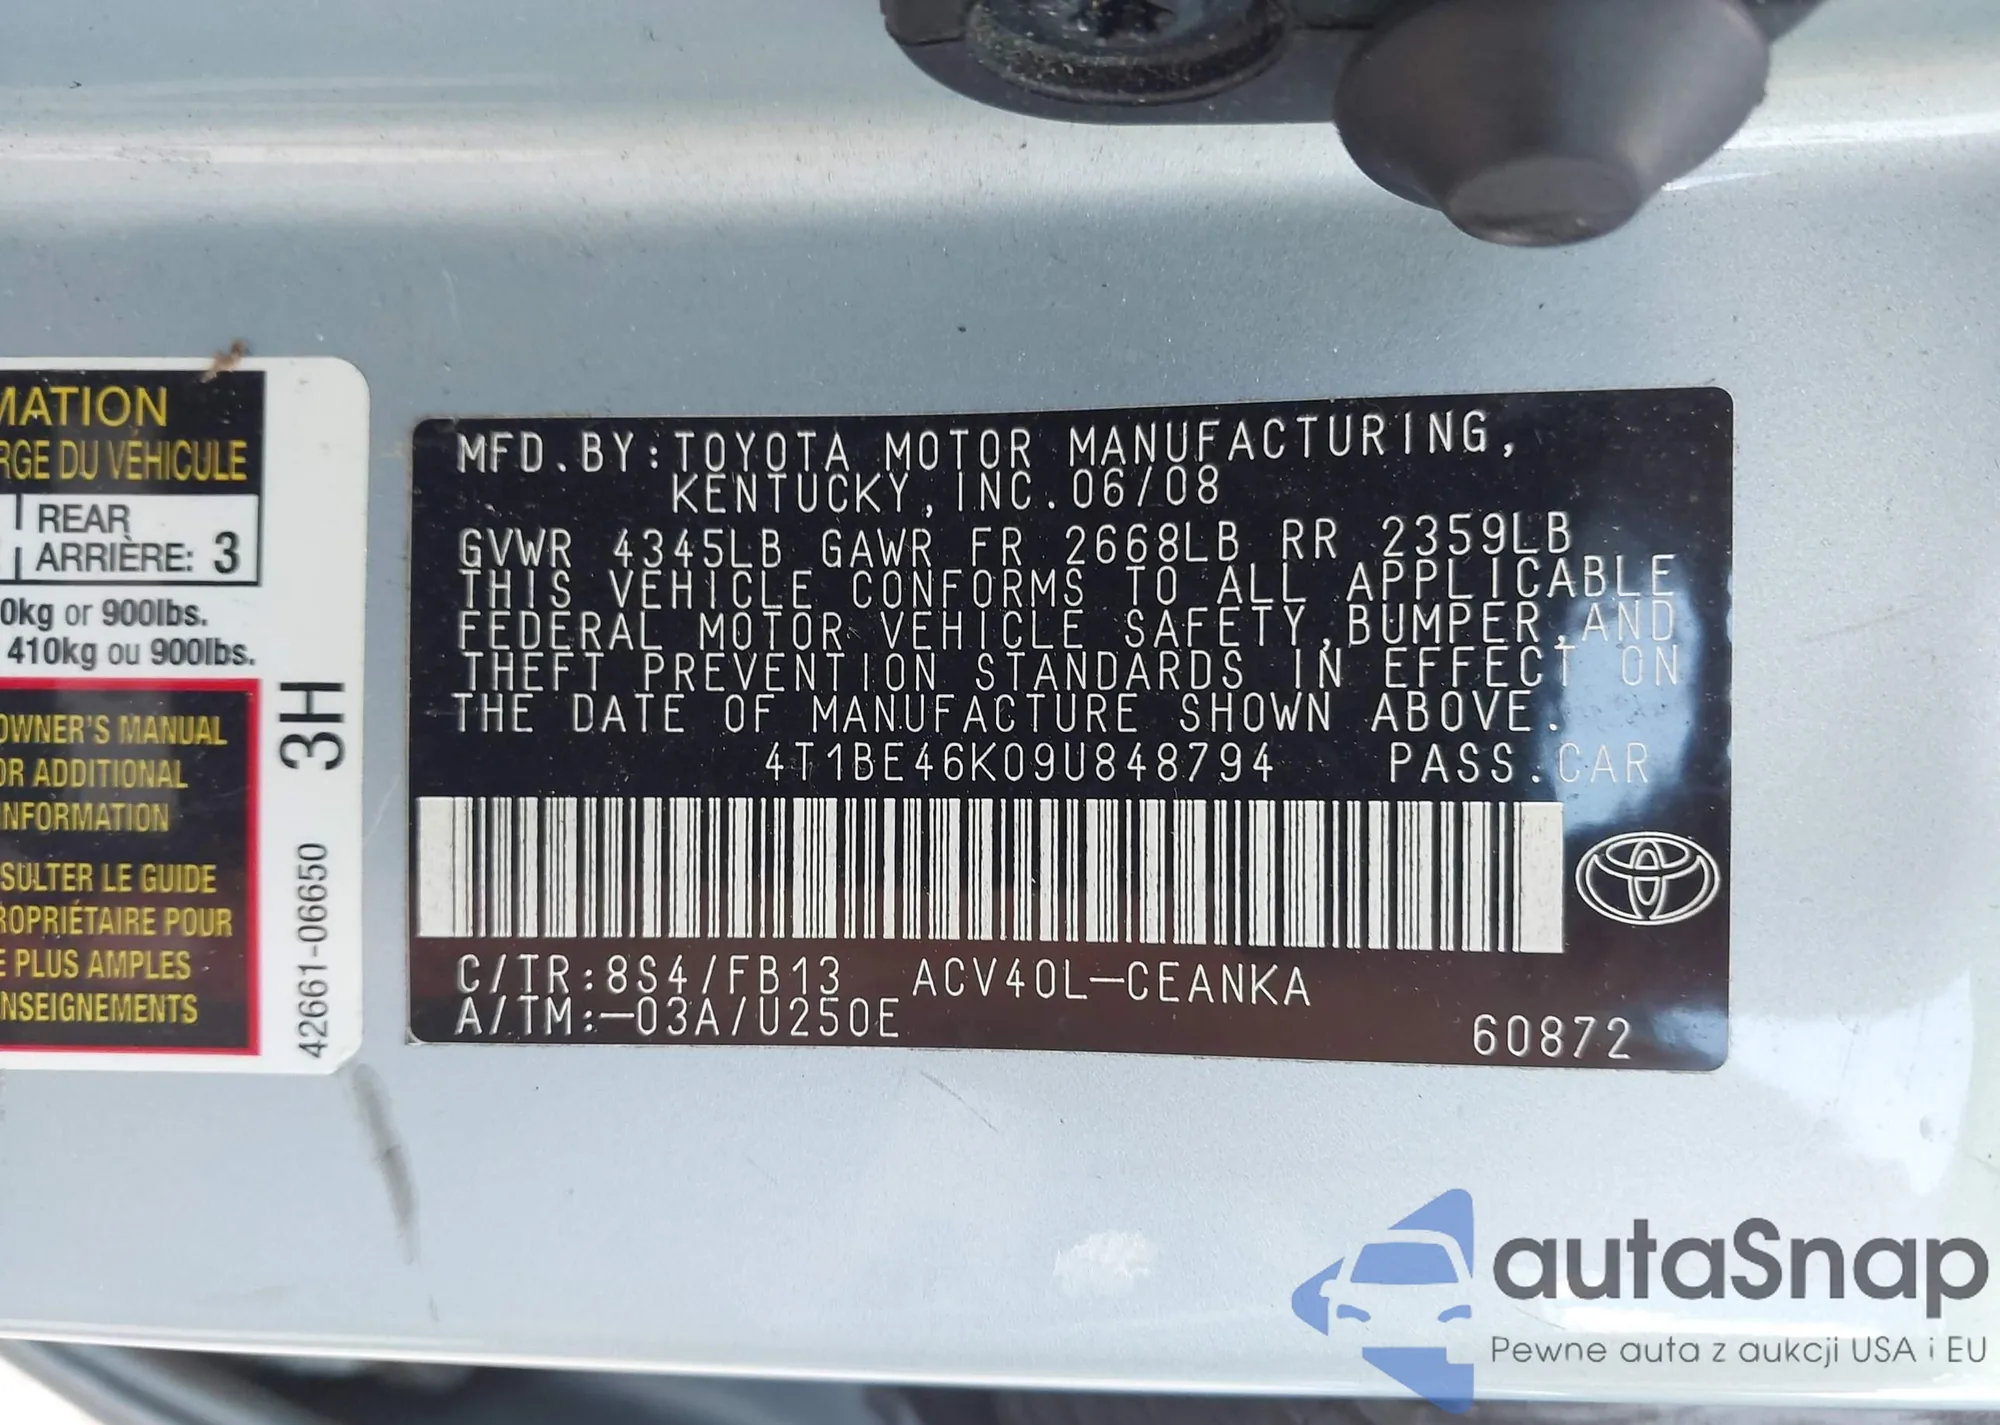 MATION
RGE DU VÉHICULE
REAR
ARRIÈRE: 3
0kg or 900lbs.
410kg ou 900lbs.
OWNER'S MANUAL
OR ADDITIONAL
INFORMATION
SULTER LE GUIDE
ROPRIÉTAIRE POUR
E PLUS AMPLES
NSEIGNEMENTS
3H
42661-06650
MFD.BY:TOYOTA MOTOR MANUFACTURING,
KENTUCKY, INC.06/08
GVWR 4345LB GAWR FR 2668LB RR 2359LB
THIS VEHICLE CONFORMS TO ALL APPLICABLE
FEDERAL MOTOR VEHICLE SAFETY,BUMPER,AND
THEFT PREVENTION STANDARDS IN EFFECT ON
THE DATE OF MANUFACTURE SHOWN ABOVE.
4T1BE46K09U848794 PASS.CAR
C/TR:8S4/FB13 ACV40L-CEANKA
A/TM:-03A/U250E
60872
autaSnap
Pewne auta z aukcji USA i EU